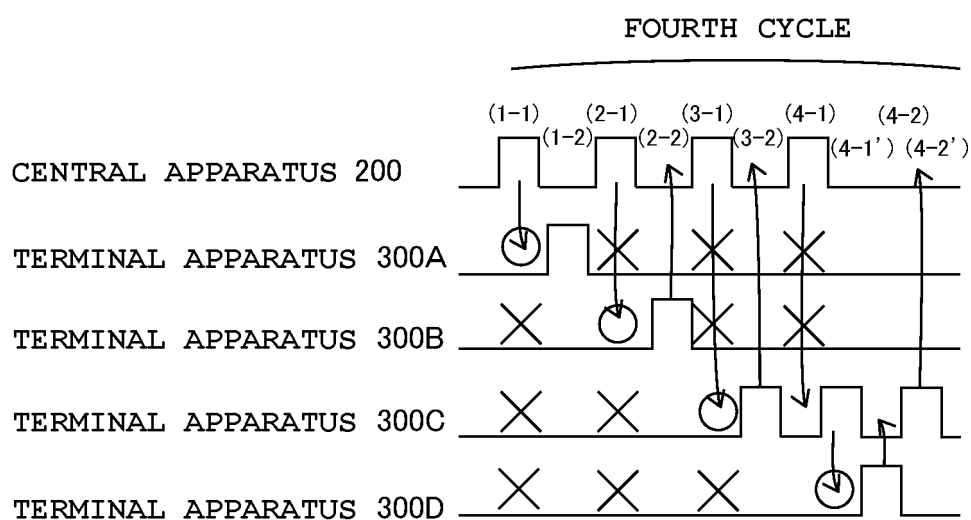 FOURTH CYCLE
(1-1) (2-1) (3-1) (4-1) (4-2)
(1-2) (2-2) (3-2) (4-1') (4-2')
CENTRAL APPARATUS 200
TERMINAL APPARATUS 300A
TERMINAL APPARATUS 300B
TERMINAL APPARATUS 300C
TERMINAL APPARATUS 300D